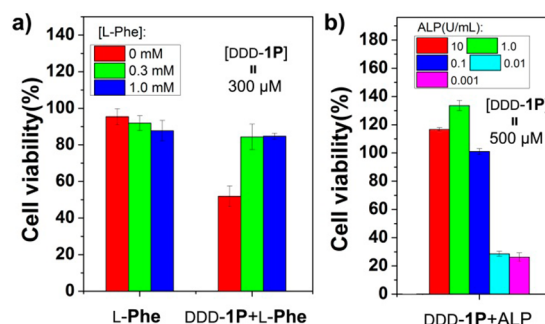 a)
[L-Phe]:
0 mM
0.3 mM
1.0 mM
[DDD-1P]
=
300 µM
Cell viability(%)
140
120
100
80
60
40
20
0
L-Phe
DDD-1P+L-Phe
b)
ALP(U/mL):
10
1.0
0.1
0.01
0.001
[DDD-1P]
=
500 µM
Cell viability(%)
180
160
140
120
100
80
60
40
20
0
DDD-1P+ALP